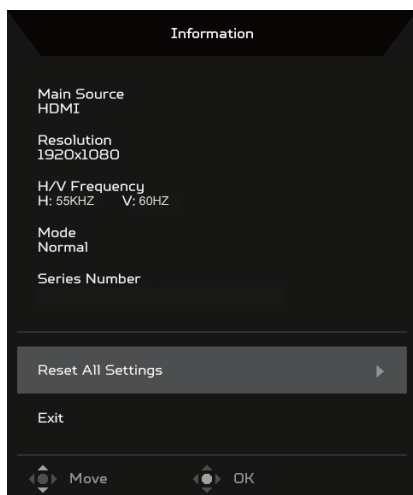 Information
Main Source
HDMI
Resolution
1920x1080
H/V Frequency
H: 55KHZ V: 60HZ
Mode
Normal
Series Number
Reset All Settings
Exit
Move OK